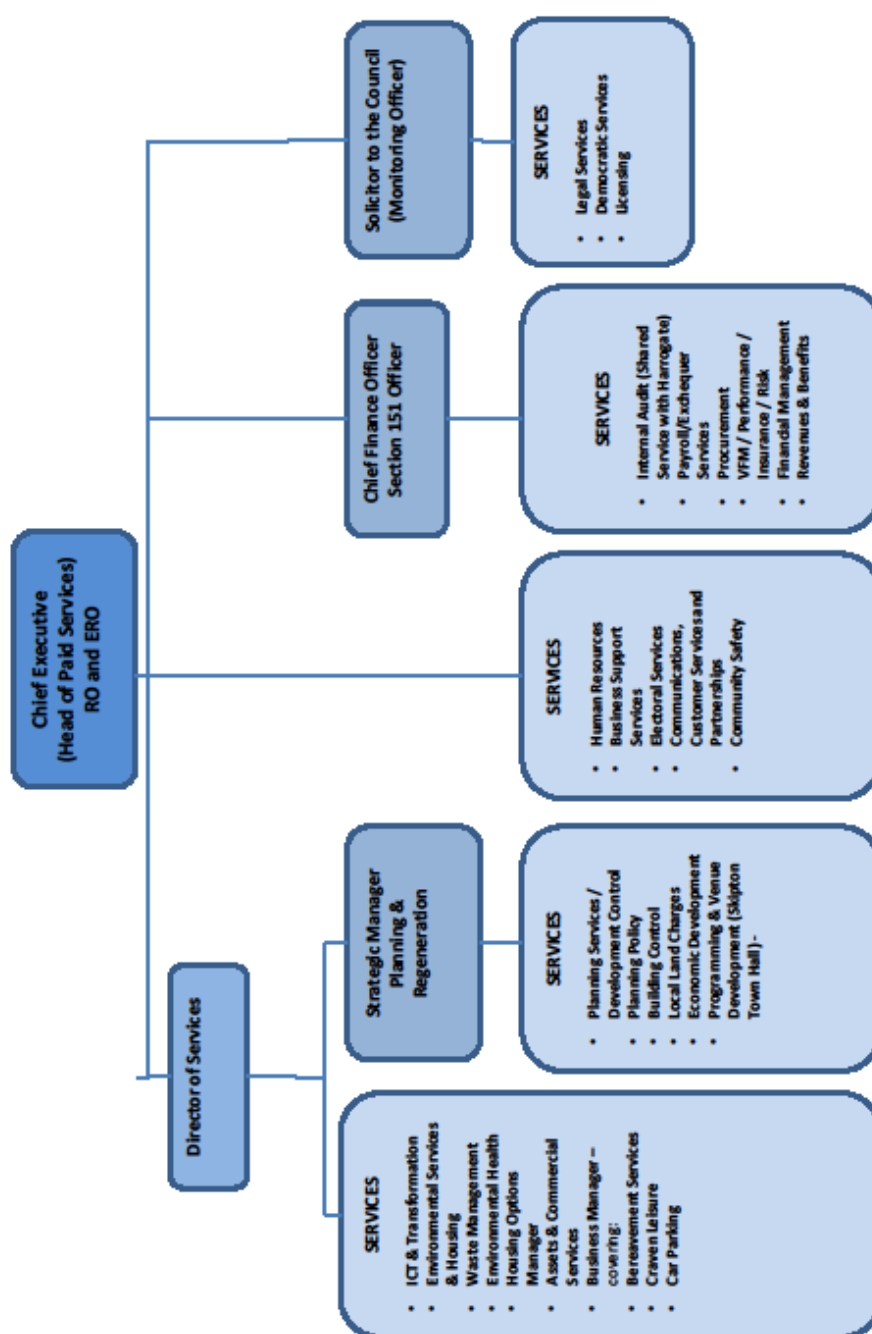 Chief Executive
(Head of Paid Services)
RO and ERO
Director of Services
Strategic Manager
Planning &
Regeneration
Chief Finance Officer
Section 151 Officer
Solicitor to the Council
(Monitoring Officer)
SERVICES
• ICT & Transformation
• Environmental Services
& Housing
• Waste Management
• Environmental Health
• Housing Options
Manager
• Assets & Commercial
Services
• Business Manager –
covering:
• Bereavement Services
• Craven Leisure
• Car Parking
SERVICES
• Planning Services /
Development Control
• Planning Policy
• Building Control
• Local Land Charges
• Economic Development
• Programming & Venue
Development (Skipton
Town Hall) -
SERVICES
• Human Resources
• Business Support
Services
• Electoral Services
• Communications,
Customer Services and
Partnerships
• Community Safety
SERVICES
• Internal Audit (Shared
Service with Harrogate)
• Payroll/Exchequer
Services
• Procurement
• VFM / Performance /
Insurance / Risk
• Financial Management
• Revenues & Benefits
SERVICES
• Legal Services
• Democratic Services
• Licensing